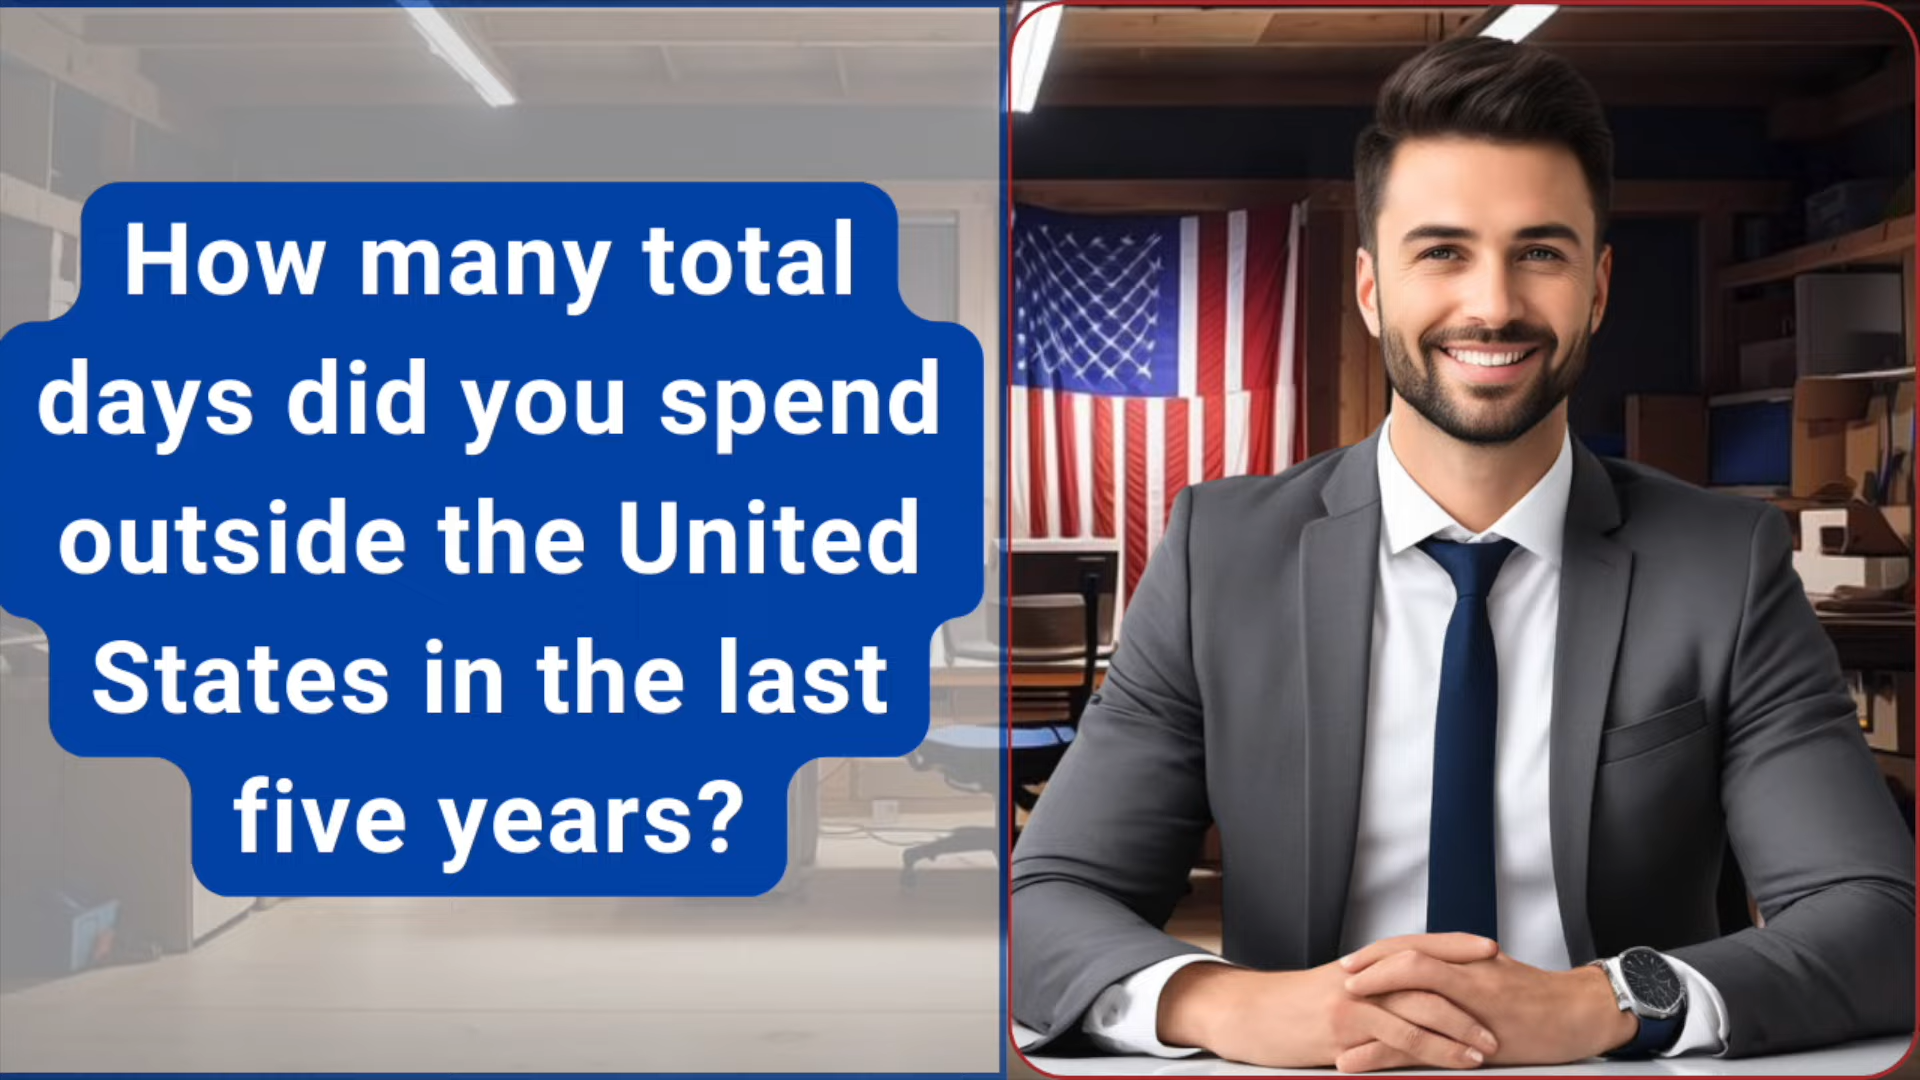 How many total
days did you spend
outside the United
States in the last
five years?